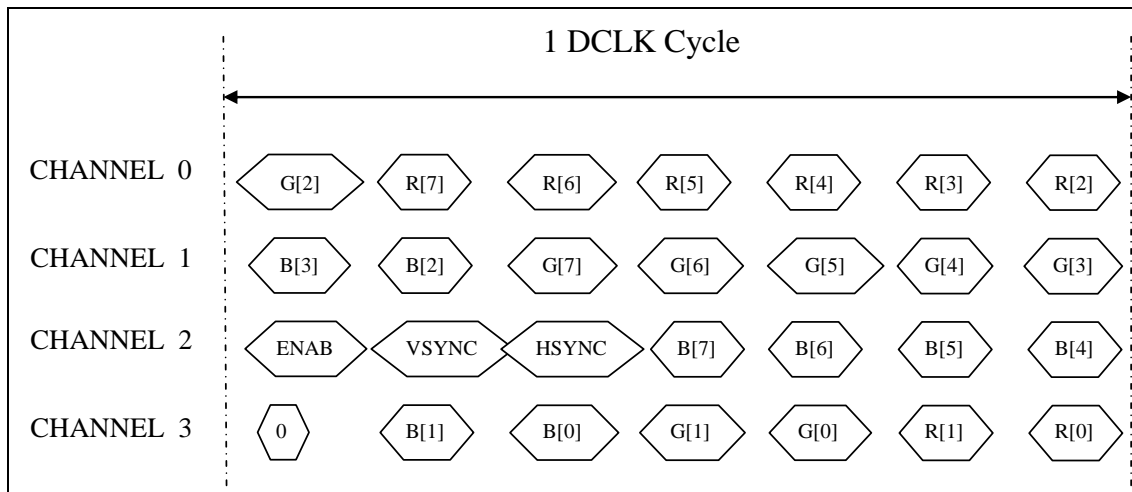 1 DCLK Cycle
CHANNEL 0 G[2] R[7] R[6] R[5] R[4] R[3] R[2]
CHANNEL 1 B[3] B[2] G[7] G[6] G[5] G[4] G[3]
CHANNEL 2 ENAB VSYNC HSYNC B[7] B[6] B[5] B[4]
CHANNEL 3 0 B[1] B[0] G[1] G[0] R[1] R[0]